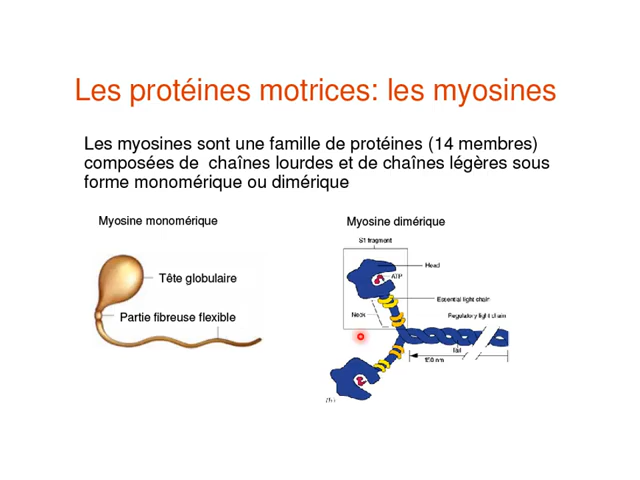 Les protéines motrices: les myosines
Les myosines sont une famille de protéines (14 membres)
composées de chaînes lourdes et de chaînes légères sous
forme monomérique ou dimérique
Myosine monomérique
Myosine dimérique
S1 fragment
Head
ATP
Tête globulaire
Essential light chain
Neck
Regulatory light chain
Partie fibreuse flexible
Tail
150 nm